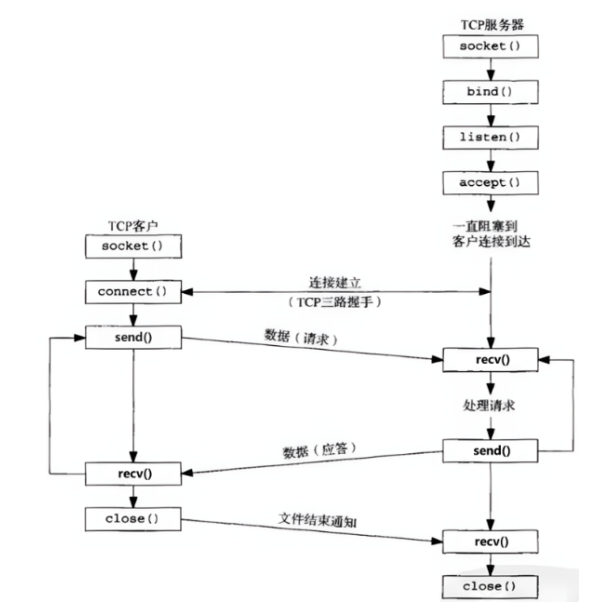 TCP服务器
socket()
bind()
listen()
accept()
一直阻塞到
客户连接到达
TCP客户
socket()
connect()
连接建立
(TCP三路握手)
send()
数据(请求)
recv()
处理请求
数据(应答)
send()
recv()
close()
文件结束通知
recv()
close()